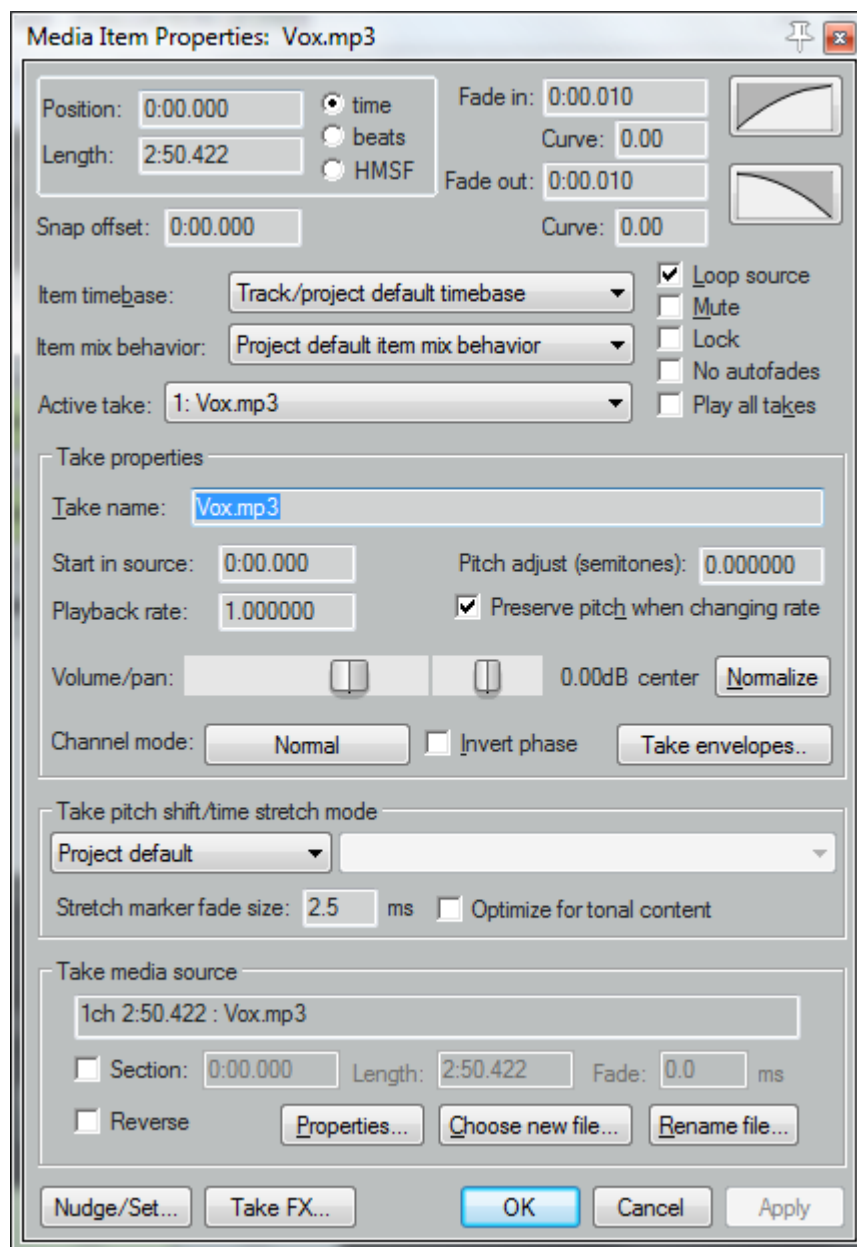 Media Item Properties: Vox.mp3
Position: 0:00.000 time Fade in: 0:00.010
beats Curve: 0.00
Length: 2:50.422 HMSF Fade out: 0:00.010
Snap offset: 0:00.000 Curve: 0.00
Loop source
Item timebase: Track/project default timebase Mute
Item mix behavior: Project default item mix behavior Lock
No autofades
Active take: 1: Vox.mp3 Play all takes
Take properties
Take name: Vox.mp3
Start in source: 0:00.000 Pitch adjust (semitones): 0.000000
Playback rate: 1.000000 Preserve pitch when changing rate
Volume/pan: 0.00dB center Normalize
Channel mode: Normal Invert phase Take envelopes..
Take pitch shift/time stretch mode
Project default
Stretch marker fade size: 2.5 ms Optimize for tonal content
Take media source
1ch 2:50.422 : Vox.mp3
Section: 0:00.000 Length: 2:50.422 Fade: 0.0 ms
Reverse Properties... Choose new file... Rename file...
Nudge/Set... Take FX... OK Cancel Apply